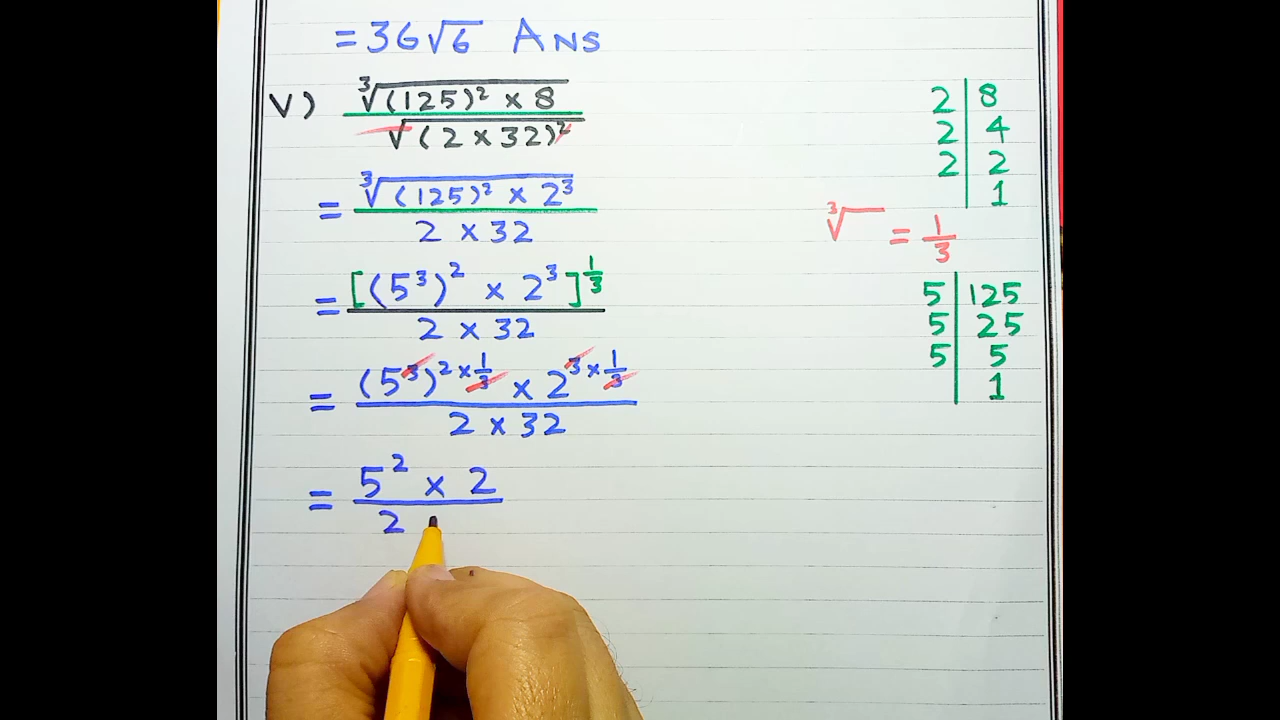 = 36√6 ANS
V) ∛((125)² × 8) / √((2 × 32)²)
= ∛((125)² × 2³) / 2 × 32
= [(5³)² × 2³]^(1/3) / 2 × 32
= (5³)^(2 × 1/3) × 2^(3 × 1/3) / 2 × 32
= 5² × 2 / 2
2 | 8
2 | 4
2 | 2
| 1
∛ = 1/3
5 | 125
5 | 25
5 | 5
| 1